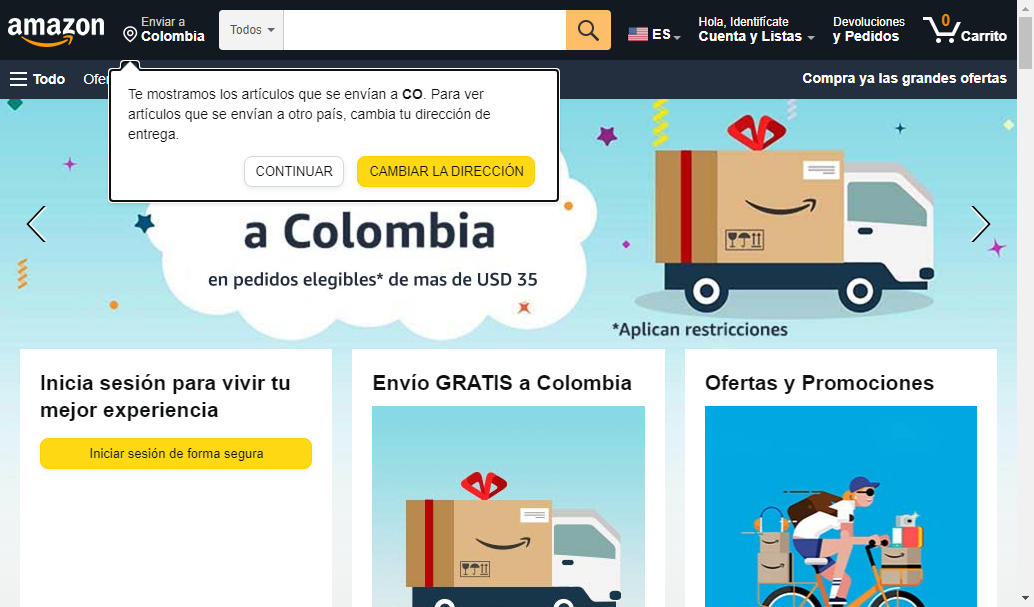 amazon
Enviar a
Colombia
Todos
ES
Hola, Identifícate
Cuenta y Listas
Devoluciones
y Pedidos
0
Carrito
Todo
Compra ya las grandes ofertas
Te mostramos los artículos que se envían a CO. Para ver
artículos que se envían a otro país, cambia tu dirección de
entrega.
CONTINUAR
CAMBIAR LA DIRECCIÓN
a Colombia
en pedidos elegibles* de mas de USD 35
*Aplican restricciones
Inicia sesión para vivir tu
mejor experiencia
Iniciar sesión de forma segura
Envío GRATIS a Colombia
Ofertas y Promociones